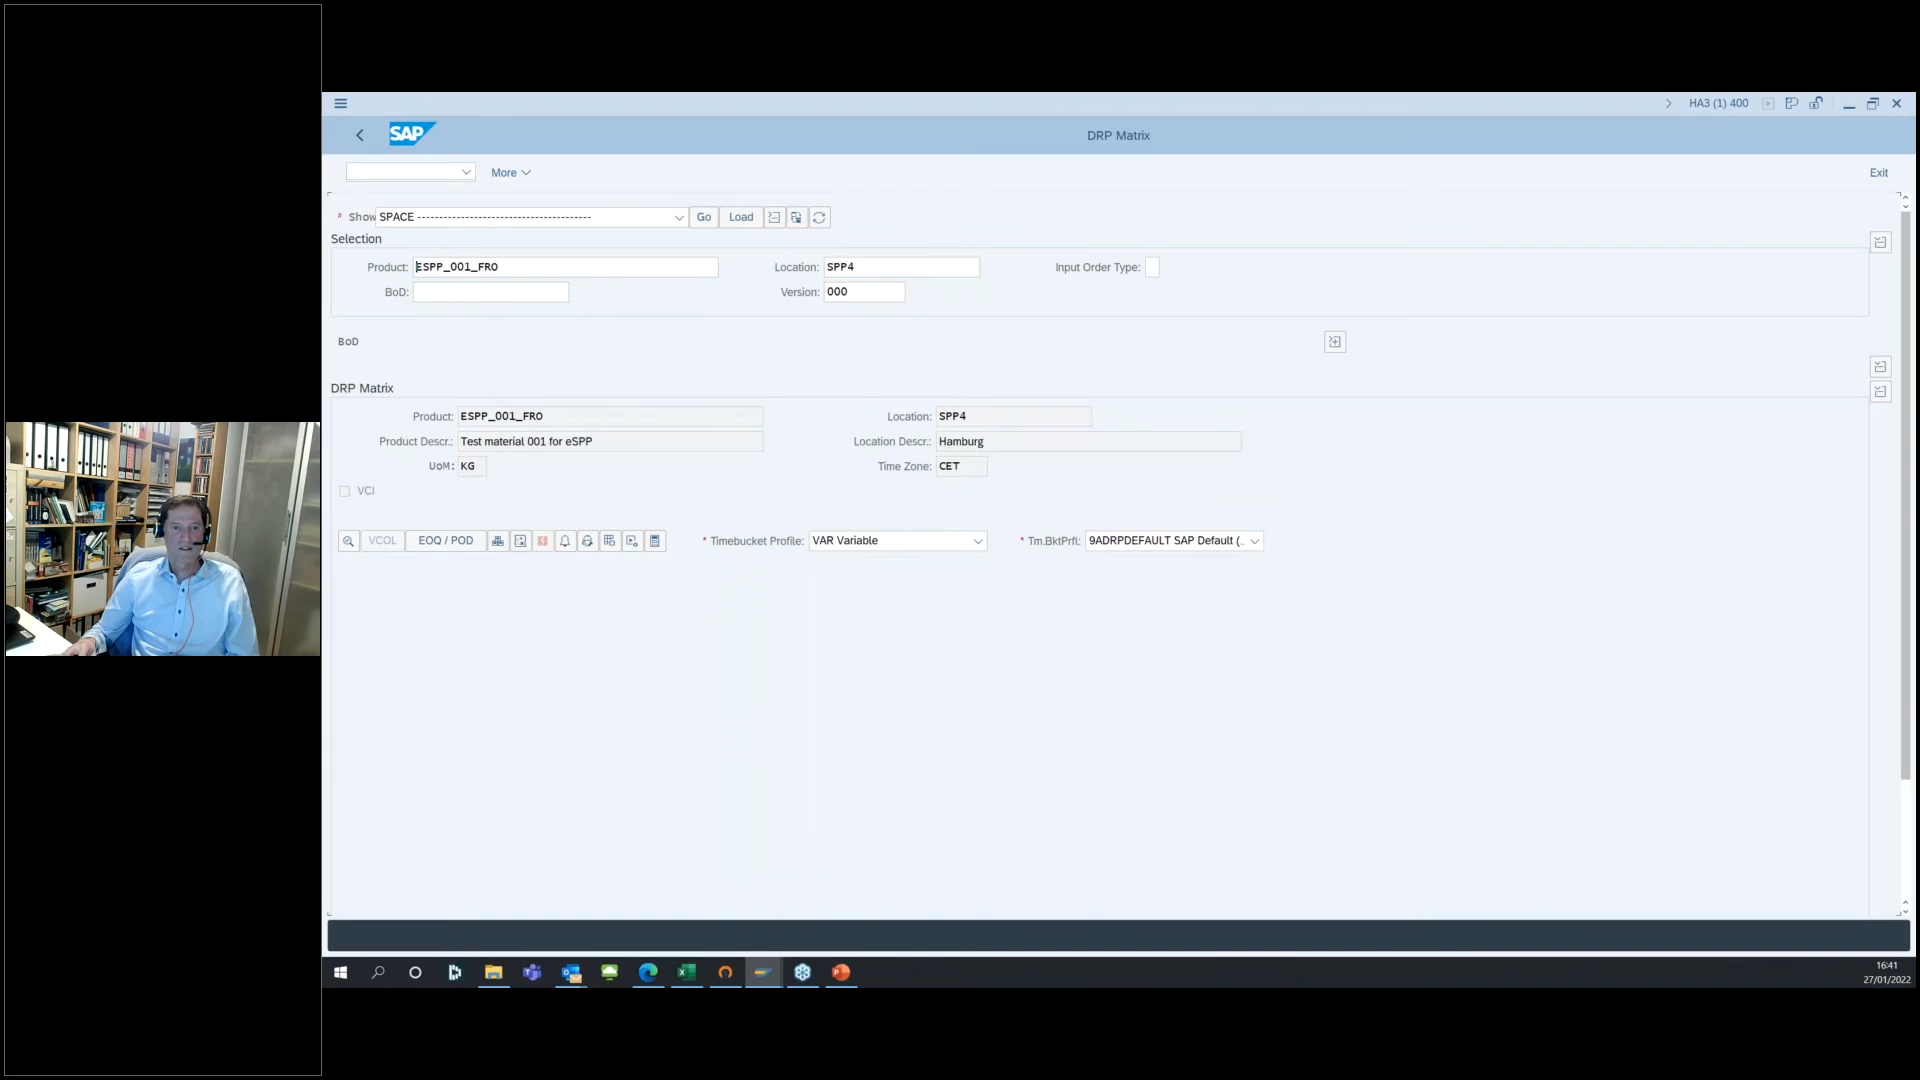 HA3 (1) 400
SAP
DRP Matrix
More
Exit
* Show SPACE ---------------------------------------- Go Load
Selection
Product: ESPP_001_FRO Location: SPP4 Input Order Type:
BoD: Version: 000
BoD
DRP Matrix
Product: ESPP_001_FRO Location: SPP4
Product Descr.: Test material 001 for eSPP Location Descr.: Hamburg
UoM: KG Time Zone: CET
VCI
VCOL EOQ / POD * Timebucket Profile: VAR Variable * Tm.BktPrfl: 9ADRPDEFAULT SAP Default (
16:41
27/01/2022